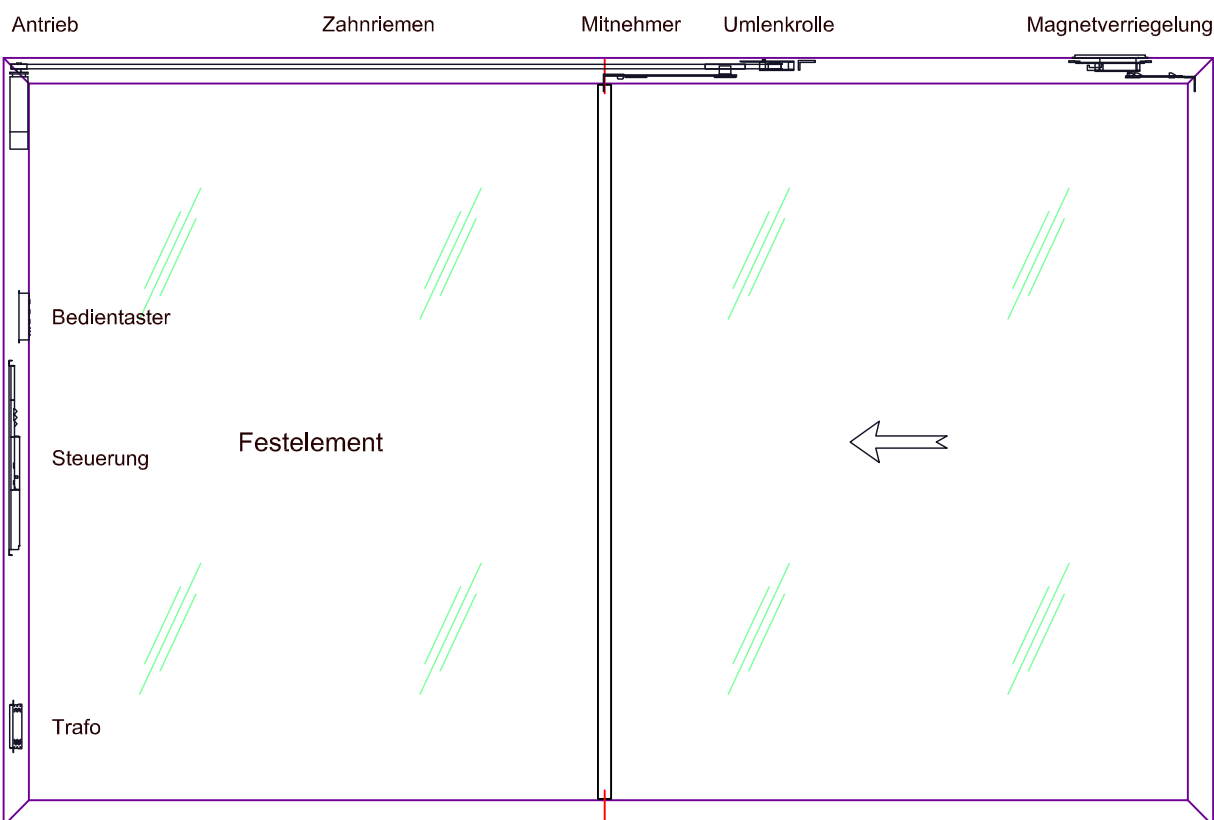 Antrieb
Zahnriemen
Mitnehmer
Umlenkrolle
Magnetverriegelung
Bedientaster
Festelement
Steuerung
Trafo